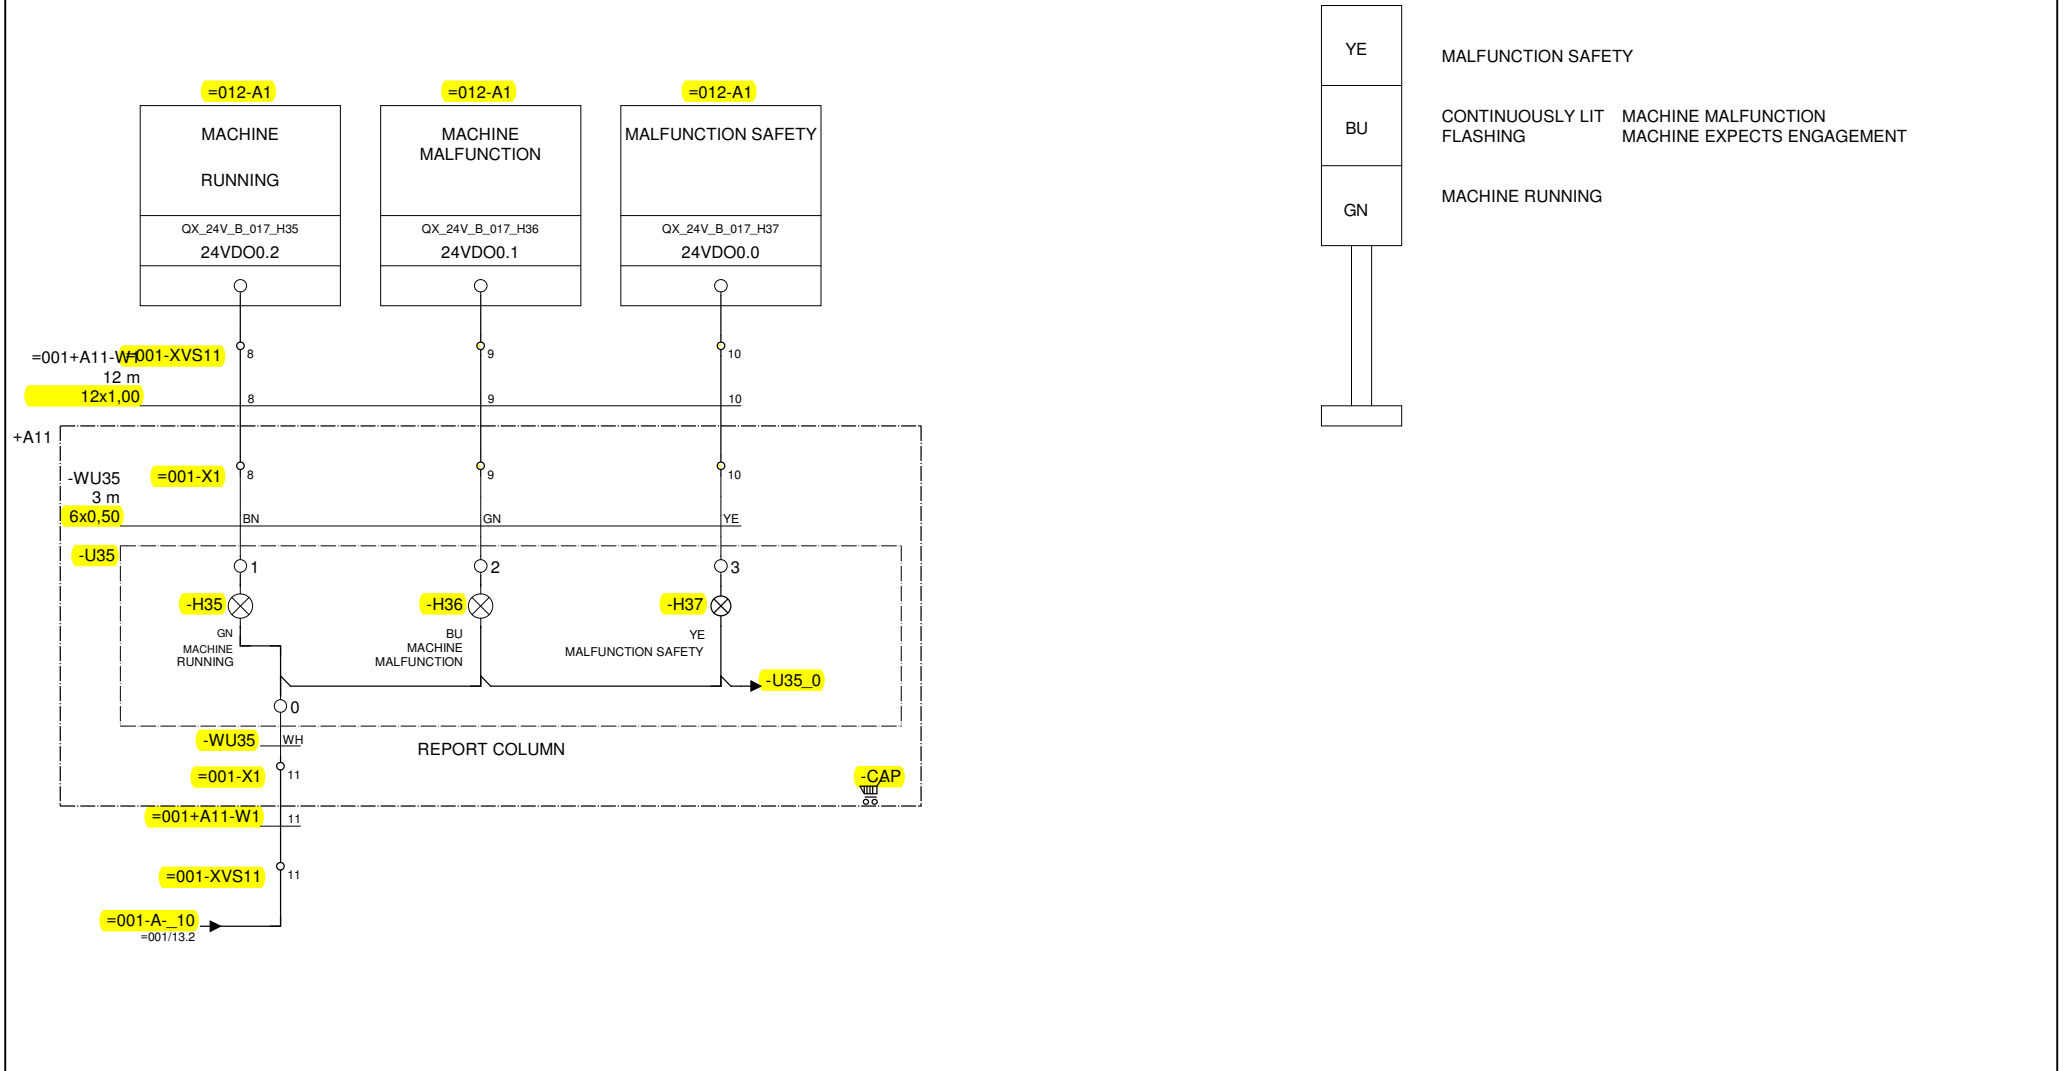 YE
MALFUNCTION SAFETY
BU
CONTINUOUSLY LIT MACHINE MALFUNCTION
FLASHING MACHINE EXPECTS ENGAGEMENT
GN
MACHINE RUNNING
=012-A1 =012-A1 =012-A1
MACHINE
RUNNING
MACHINE
MALFUNCTION
MALFUNCTION SAFETY
QX_24V_B_017_H35 QX_24V_B_017_H36 QX_24V_B_017_H37
24VDO0.2 24VDO0.1 24VDO0.0
=001+A11-W1 =001-XVS11 8 9 10
12 m
12x1,00 8 9 10
+A11
=001-X1 8 9 10
-WU35
3 m
6x0,50 BN GN YE
-U35
1 2 3
-H35 -H36 -H37
GN
MACHINE
RUNNING
BU
MACHINE
MALFUNCTION
YE
MALFUNCTION SAFETY
-U35_0
0
-WU35 WH
REPORT COLUMN
=001-X1 11
-CAP
=001+A11-W1 11
=001-XVS11 11
=001-A-_10
=001/13.2